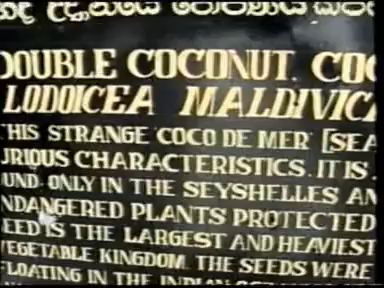 DOUBLE COCONUT. COC
LODOICEA MALDIVICA
THIS STRANGE 'COCO DE MER' [SEA
URIOUS CHARACTERISTICS. IT IS
UND ONLY IN THE SEYSHELLES AN
NDANGERED PLANTS PROTECTED
EED IS THE LARGEST AND HEAVIEST
VEGETABLE KINGDOM. THE SEEDS WERE
FLOATING IN THE INDIAN